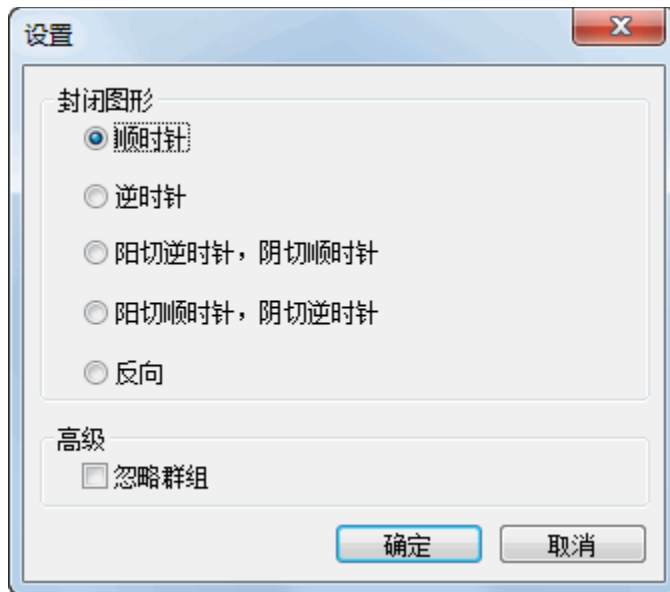 设置
封闭图形
顺时针
逆时针
阳切逆时针，阴切顺时针
阳切顺时针，阴切逆时针
反向
高级
忽略群组
确定 取消